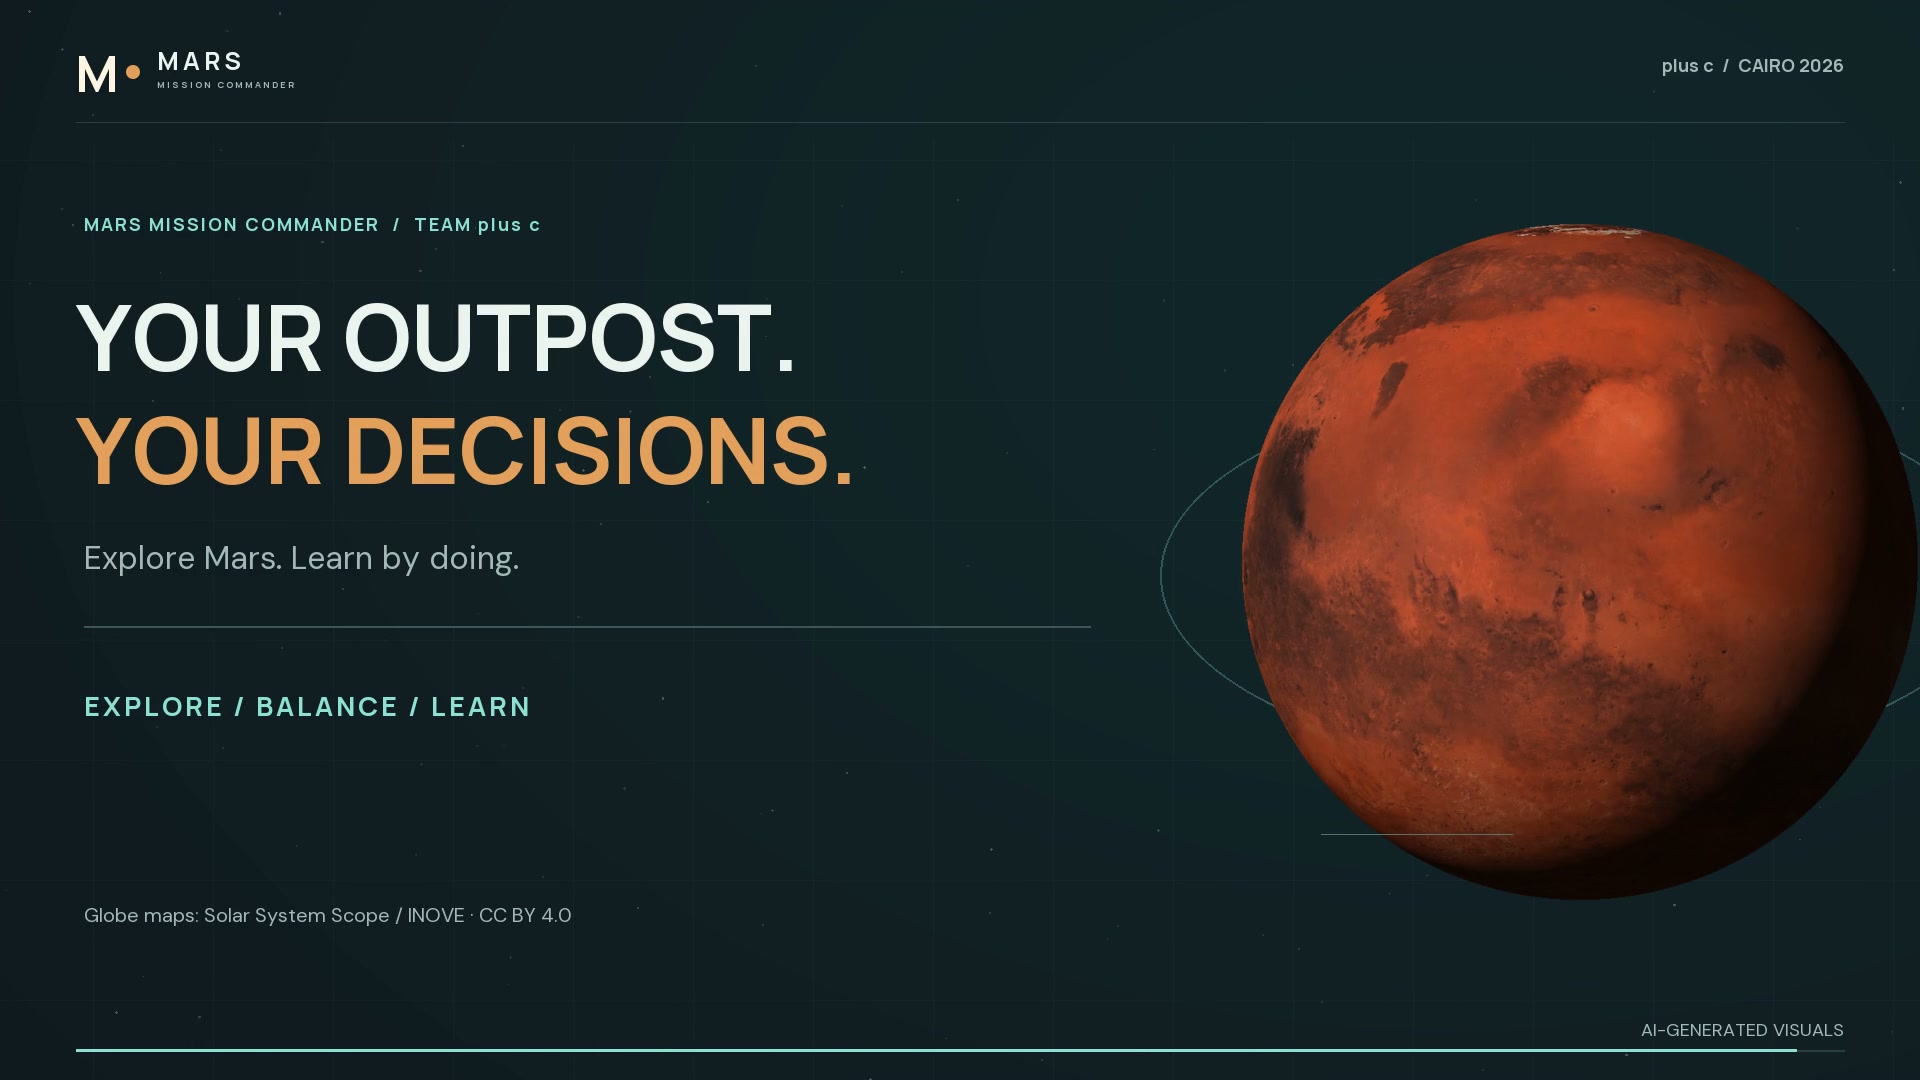 M
MARS
MISSION COMMANDER
plus c / CAIRO 2026
MARS MISSION COMMANDER / TEAM plus c
YOUR OUTPOST.
YOUR DECISIONS.
Explore Mars. Learn by doing.
EXPLORE / BALANCE / LEARN
Globe maps: Solar System Scope / INOVE · CC BY 4.0
AI-GENERATED VISUALS